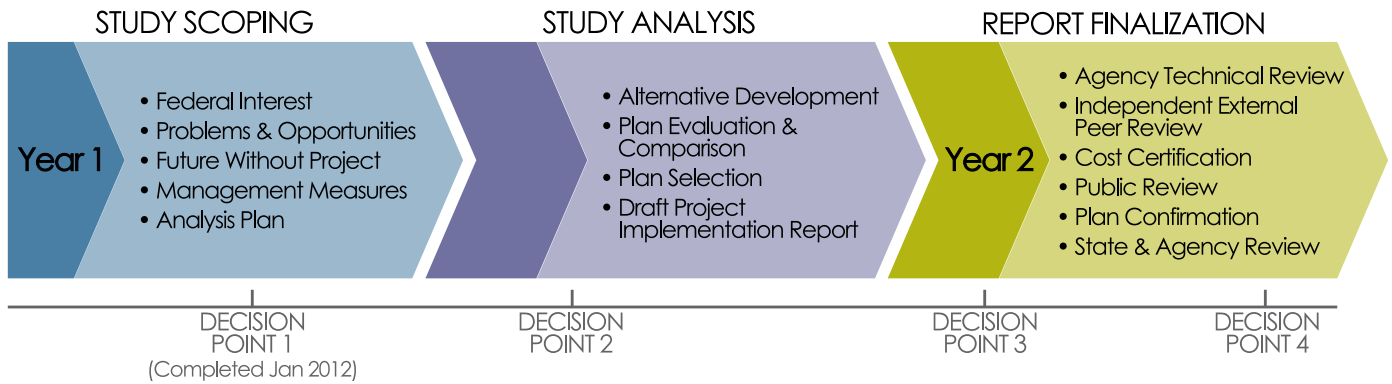 STUDY SCOPING
Year 1
• Federal Interest
• Problems & Opportunities
• Future Without Project
• Management Measures
• Analysis Plan
STUDY ANALYSIS
• Alternative Development
• Plan Evaluation &
Comparison
• Plan Selection
• Draft Project
Implementation Report
REPORT FINALIZATION
Year 2
• Agency Technical Review
• Independent External
Peer Review
• Cost Certification
• Public Review
• Plan Confirmation
• State & Agency Review
DECISION
POINT 1
(Completed Jan 2012)
DECISION
POINT 2
DECISION
POINT 3
DECISION
POINT 4